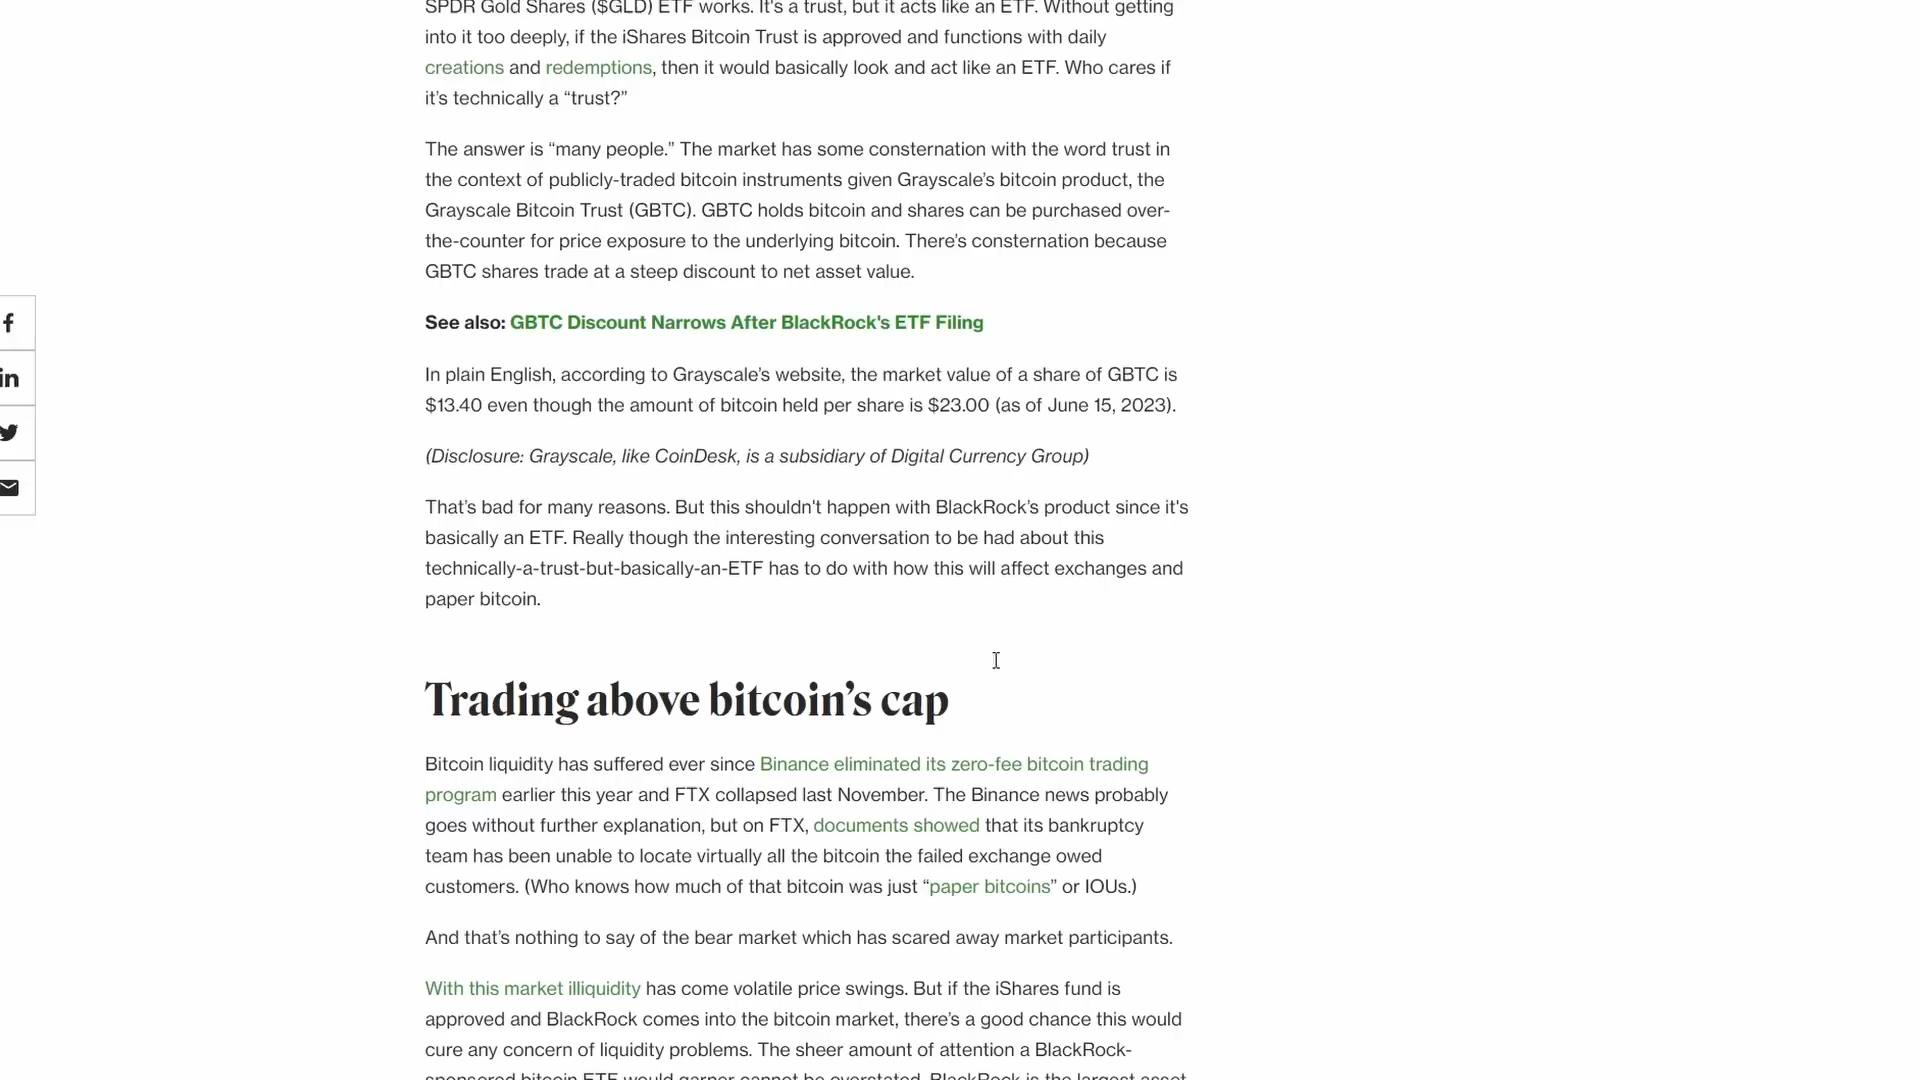 SPDR Gold Shares ($GLD) ETF works. It's a trust, but it acts like an ETF. Without getting
into it too deeply, if the iShares Bitcoin Trust is approved and functions with daily
creations and redemptions, then it would basically look and act like an ETF. Who cares if
it’s technically a “trust?”
The answer is “many people.” The market has some consternation with the word trust in
the context of publicly-traded bitcoin instruments given Grayscale’s bitcoin product, the
Grayscale Bitcoin Trust (GBTC). GBTC holds bitcoin and shares can be purchased over-
the-counter for price exposure to the underlying bitcoin. There’s consternation because
GBTC shares trade at a steep discount to net asset value.
See also: GBTC Discount Narrows After BlackRock's ETF Filing
In plain English, according to Grayscale’s website, the market value of a share of GBTC is
$13.40 even though the amount of bitcoin held per share is $23.00 (as of June 15, 2023).
(Disclosure: Grayscale, like CoinDesk, is a subsidiary of Digital Currency Group)
That’s bad for many reasons. But this shouldn't happen with BlackRock’s product since it's
basically an ETF. Really though the interesting conversation to be had about this
technically-a-trust-but-basically-an-ETF has to do with how this will affect exchanges and
paper bitcoin.
Trading above bitcoin’s cap
Bitcoin liquidity has suffered ever since Binance eliminated its zero-fee bitcoin trading
program earlier this year and FTX collapsed last November. The Binance news probably
goes without further explanation, but on FTX, documents showed that its bankruptcy
team has been unable to locate virtually all the bitcoin the failed exchange owed
customers. (Who knows how much of that bitcoin was just “paper bitcoins” or IOUs.)
And that’s nothing to say of the bear market which has scared away market participants.
With this market illiquidity has come volatile price swings. But if the iShares fund is
approved and BlackRock comes into the bitcoin market, there’s a good chance this would
cure any concern of liquidity problems. The sheer amount of attention a BlackRock-
sponsored bitcoin ETF would garner cannot be overstated. BlackRock is the largest asset